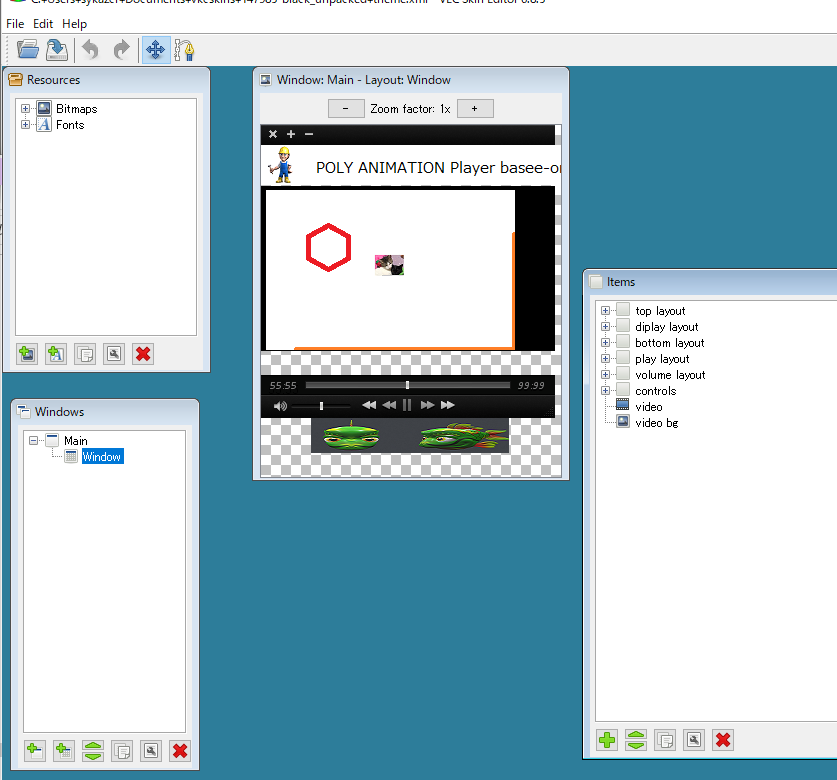 File Edit Help
Resources
Bitmaps
Fonts
Windows
Main
Window
Window: Main - Layout: Window
- Zoom factor: 1x +
POLY ANIMATION Player basee-o
55:55 99:99
Items
top layout
diplay layout
bottom layout
play layout
volume layout
controls
video
video bg